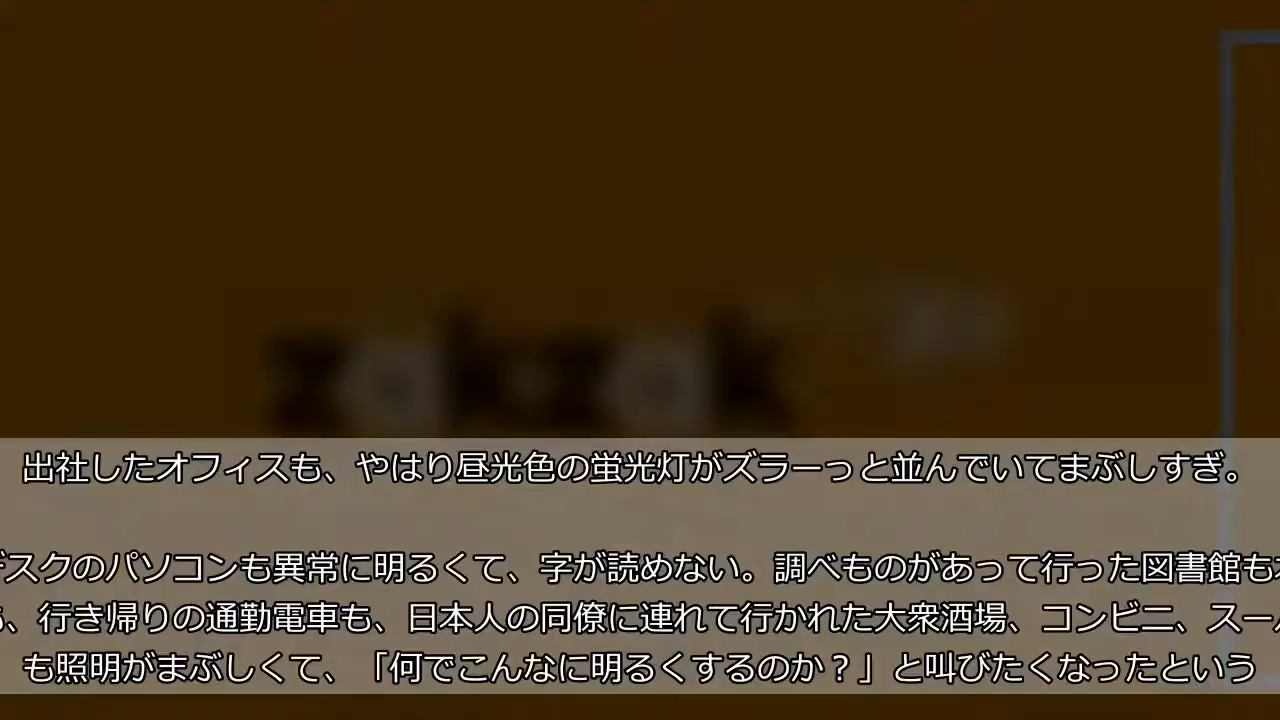 zakzak
出社したオフィスも、やはり昼光色の蛍光灯がズラーっと並んでいてまぶしすぎ。
デスクのパソコンも異常に明るくて、字が読めない。調べものがあって行った図書館も
、行き帰りの通勤電車も、日本人の同僚に連れて行かれた大衆酒場、コンビニ、スー
も照明がまぶしくて、「何でこんなに明るくするのか？」と叫びたくなったという